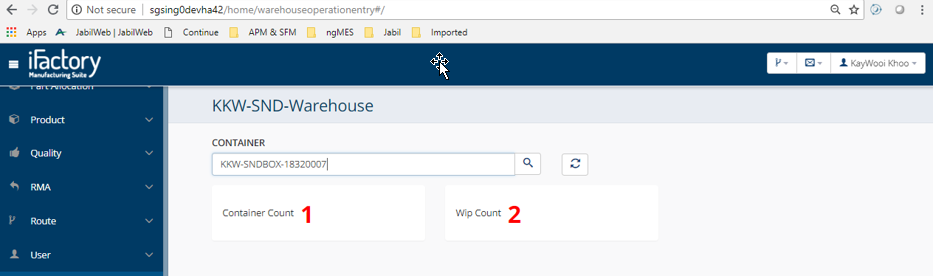 Not secure | sgsing0devha42/home/warehouseoperationentry#/
Apps JabilWeb | JabilWeb Continue APM & SFM ngMES Jabil Imported
iFactory
Manufacturing Suite
KayWooi Khoo
Part Allocation
KKW-SND-Warehouse
Product
CONTAINER
Quality
KKW-SNDBOX-18320007
RMA
Container Count 1
Wip Count 2
Route
User